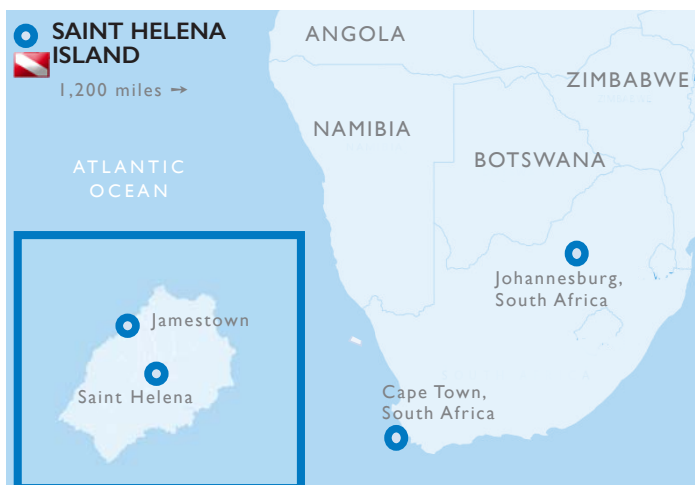 SAINT HELENA
ISLAND
1,200 miles →
ANGOLA
ZIMBABWE
NAMIBIA
BOTSWANA
ATLANTIC
OCEAN
Johannesburg,
South Africa
Jamestown
Saint Helena
Cape Town,
South Africa